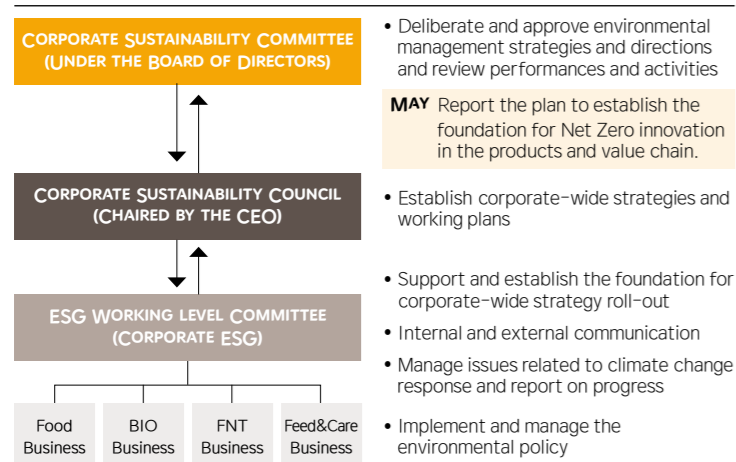 CORPORATE SUSTAINABILITY COMMITTEE
(UNDER THE BOARD OF DIRECTORS)
• Deliberate and approve environmental
management strategies and directions
and review performances and activities
MAY Report the plan to establish the
foundation for Net Zero innovation
in the products and value chain.
CORPORATE SUSTAINABILITY COUNCIL
(CHAIRED BY THE CEO)
• Establish corporate-wide strategies and
working plans
ESG WORKING LEVEL COMMITTEE
(CORPORATE ESG)
• Support and establish the foundation for
corporate-wide strategy roll-out
• Internal and external communication
• Manage issues related to climate change
response and report on progress
Food
Business
BIO
Business
FNT
Business
Feed&Care
Business
• Implement and manage the
environmental policy